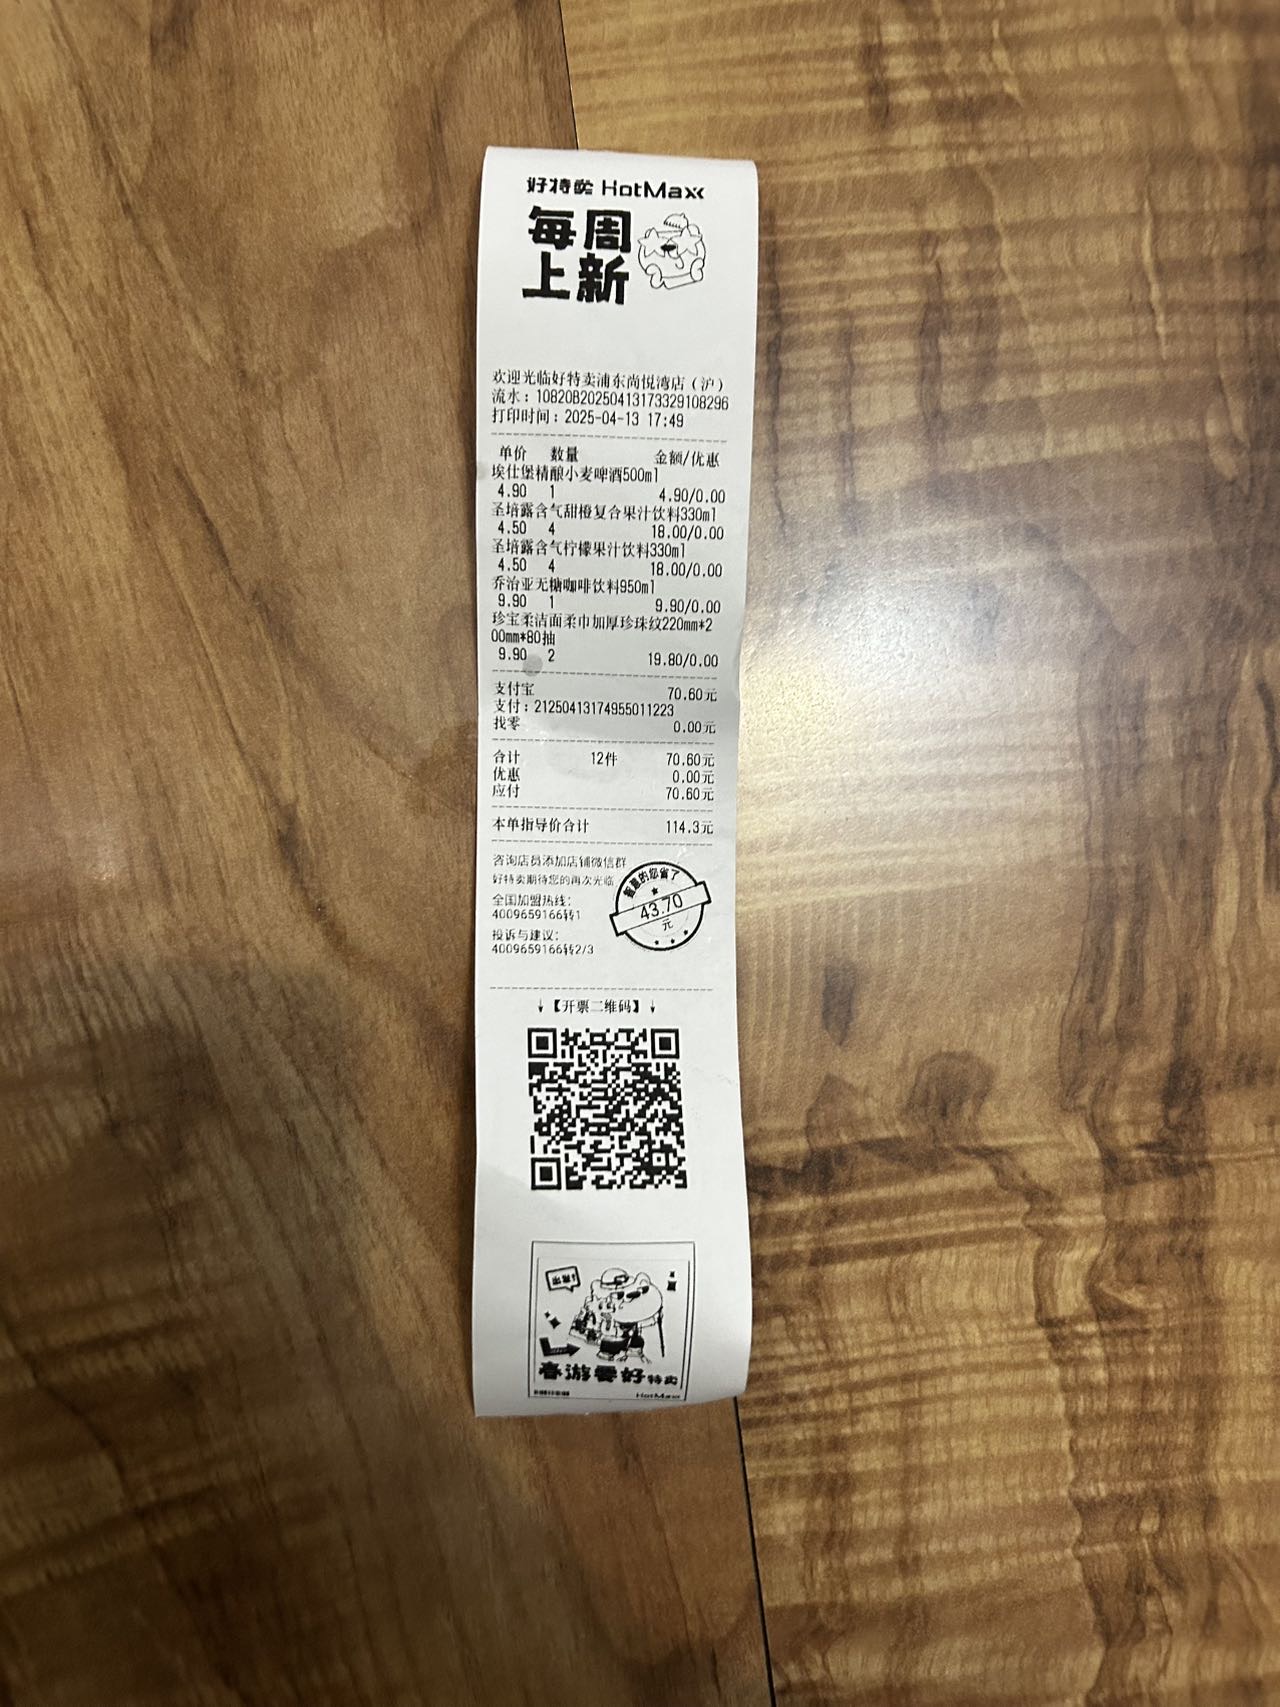 好特卖 HotMaxx
每周
上新
欢迎光临好特卖浦东尚悦湾店（沪）
流水：10820B20250413173329108296
打印时间：2025-04-13 17:49
单价 数量 金额/优惠
埃仕堡精酿小麦啤酒500ml
4.90 1 4.90/0.00
圣培露含气甜橙复合果汁饮料330ml
4.50 4 18.00/0.00
圣培露含气柠檬果汁饮料330ml
4.50 4 18.00/0.00
乔治亚无糖咖啡饮料950ml
9.90 1 9.90/0.00
珍宝柔洁面柔巾加厚珍珠纹220mm*2
00mm*80抽
9.90 2 19.80/0.00
支付宝 70.60元
支付：21250413174955011223
找零 0.00元
合计 12件 70.60元
优惠 0.00元
应付 70.60元
本单指导价合计 114.3元
咨询店员添加店铺微信群
好特卖期待您的再次光临
全国加盟热线：
4009659166转1
投诉与建议：
4009659166转2/3
智慧的您省了
43.70
元
↓【开票二维码】↓
春游要好特卖
HotMaxx